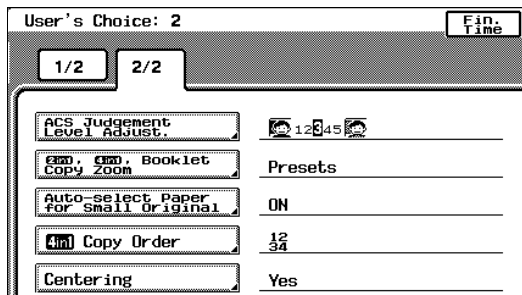 User's Choice: 2
Fin.
Time
1/2
2/2
ACS Judgement
Level Adjust.
12345
2in1, 4in1, Booklet
Copy Zoom
Presets
Auto-select Paper
for Small Original
ON
4in1 Copy Order
12
34
Centering
Yes